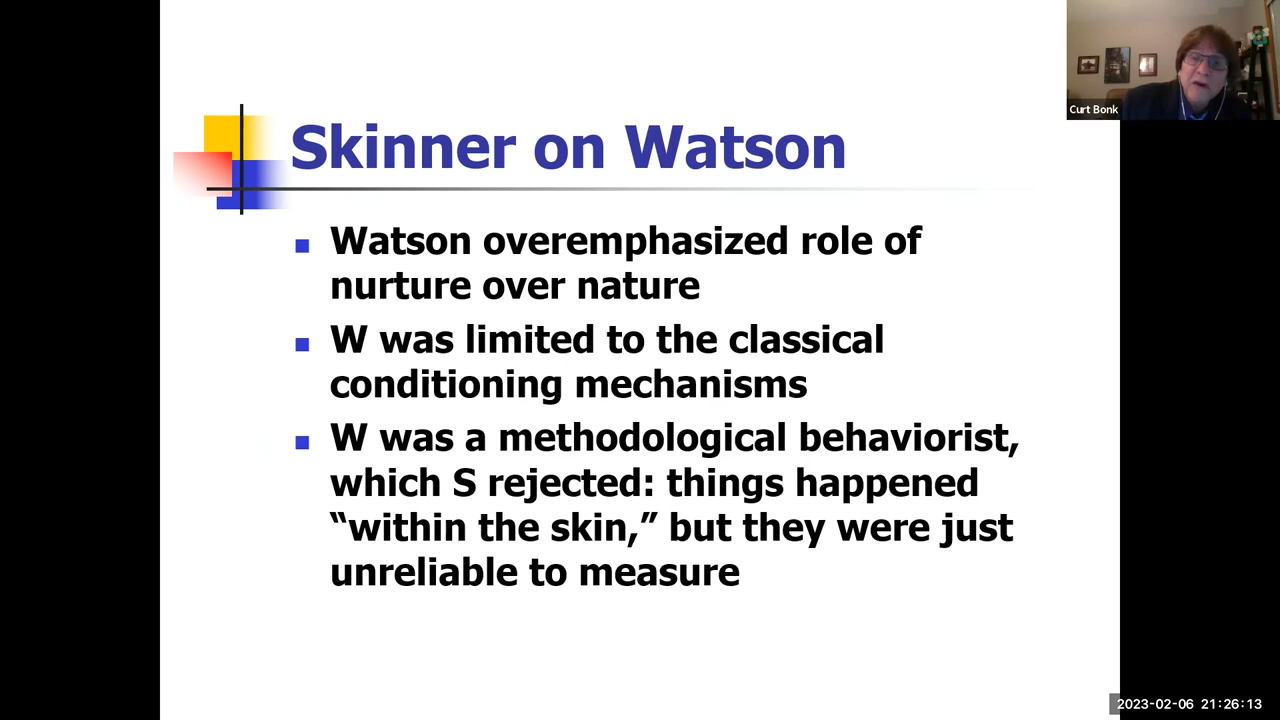 Curt Bonk
Skinner on Watson
Watson overemphasized role of
nurture over nature
W was limited to the classical
conditioning mechanisms
W was a methodological behaviorist,
which S rejected: things happened
“within the skin,” but they were just
unreliable to measure
2023-02-06 21:26:13